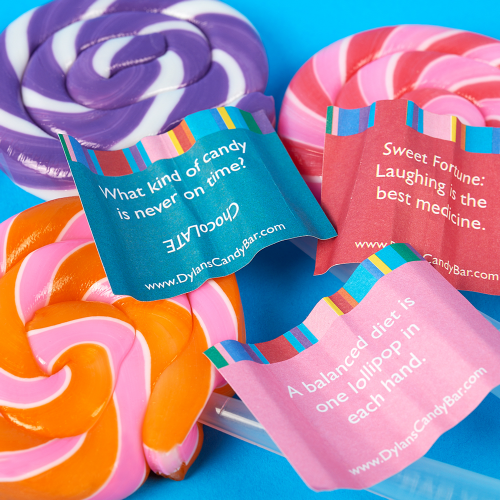 What kind of candy
is never on time?
ChocoLATE
www.DylansCandyBar.com
Sweet Fortune:
Laughing is the
best medicine.
www.DylansCandyBar.com
A balanced diet is
one lollipop in
each hand.
www.DylansCandyBar.com